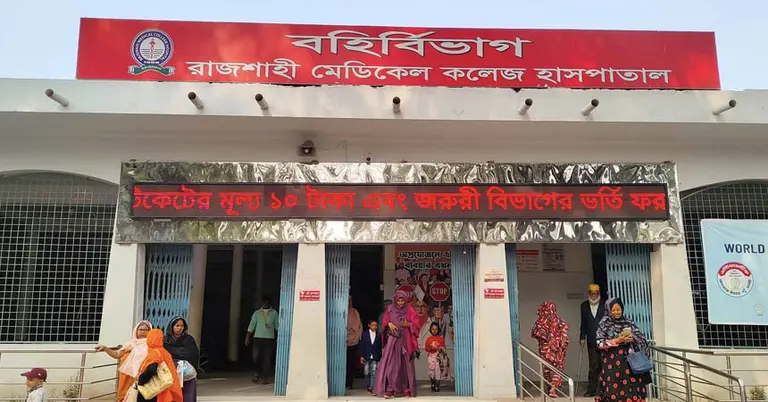 বহির্বিভাগ
রাজশাহী মেডিকেল কলেজ হাসপাতাল
টিকেটের মূল্য ১০ টাকা এবং জরুরী বিভাগের ভর্তি ফর
WORLD
STOP